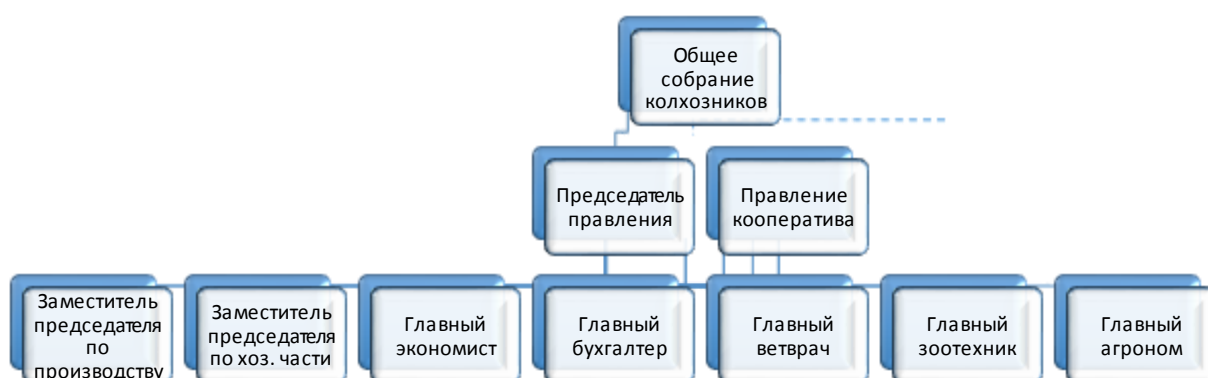 Общее
собрание
колхозников
Председатель
правления
Правление
кооператива
Заместитель
председателя
по
производству
Заместитель
председателя
по хоз. части
Главный
экономист
Главный
бухгалтер
Главный
ветврач
Главный
зоотехник
Главный
агроном